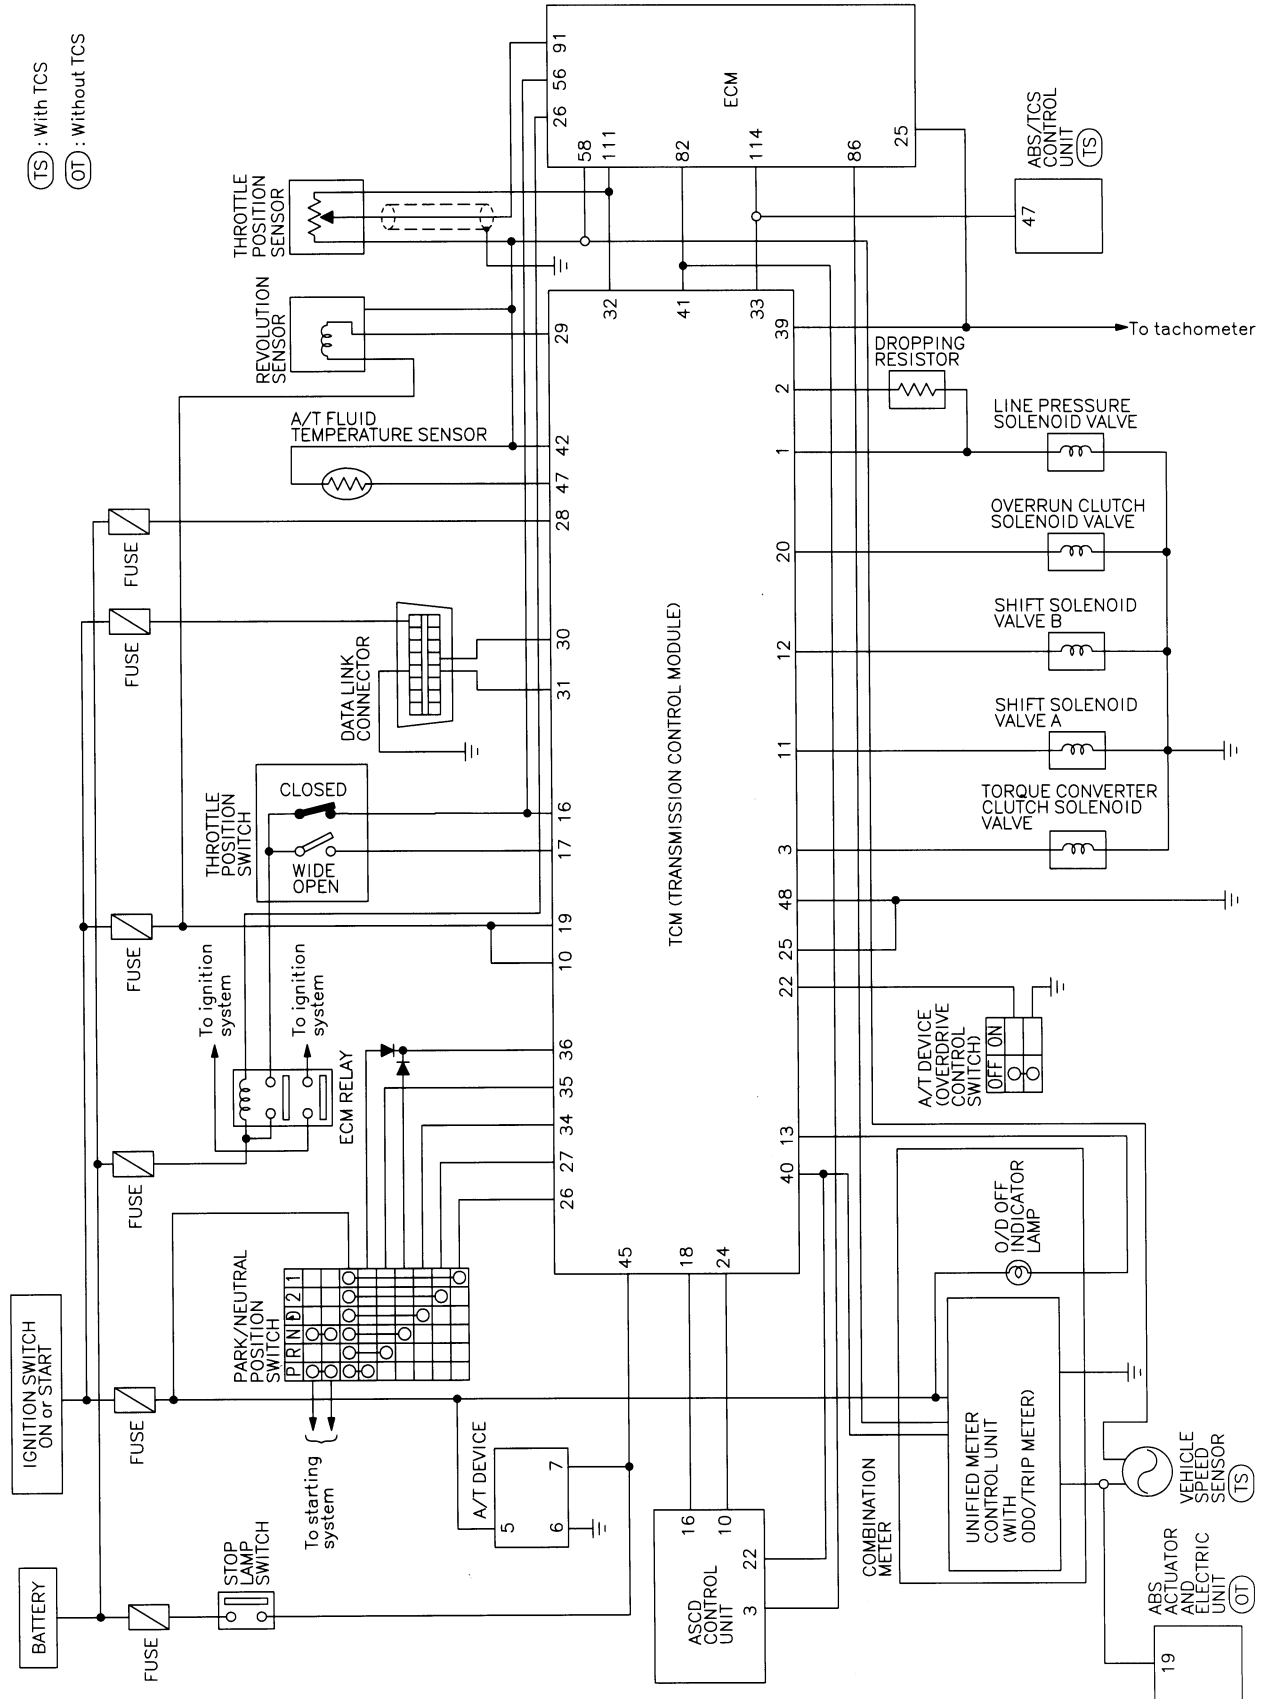 TS : With TCS
OT : Without TCS
BATTERY
IGNITION SWITCH
ON or START
FUSE
FUSE
FUSE
FUSE
FUSE
FUSE
STOP
LAMP
SWITCH
To starting
system
PARK/NEUTRAL
POSITION
SWITCH
P R N D 2 1
A/T DEVICE
5
6
7
ECM RELAY
To ignition
system
To ignition
system
THROTTLE
POSITION
SWITCH
CLOSED
WIDE
OPEN
DATA LINK
CONNECTOR
A/T FLUID
TEMPERATURE SENSOR
REVOLUTION
SENSOR
THROTTLE
POSITION
SENSOR
ECM
91
56
26
58
111
82
114
86
25
TCM (TRANSMISSION CONTROL MODULE)
45
18
24
26
27
34
35
36
10
19
17
16
31
30
28
47
42
29
32
41
33
39
2
1
20
12
11
3
48
25
22
13
40
ABS/TCS
CONTROL
UNIT
TS
47
To tachometer
DROPPING
RESISTOR
LINE PRESSURE
SOLENOID VALVE
OVERRUN CLUTCH
SOLENOID VALVE
SHIFT SOLENOID
VALVE B
SHIFT SOLENOID
VALVE A
TORQUE CONVERTER
CLUTCH SOLENOID
VALVE
A/T DEVICE
(OVERDRIVE
CONTROL
SWITCH)
OFF ON
O/D OFF
INDICATOR
LAMP
COMBINATION
METER
UNIFIED METER
CONTROL UNIT
(WITH
ODO/TRIP METER)
ASCD
CONTROL
UNIT
16
10
22
3
VEHICLE
SPEED
SENSOR
TS
ABS
ACTUATOR
AND
ELECTRIC
UNIT
OT
19